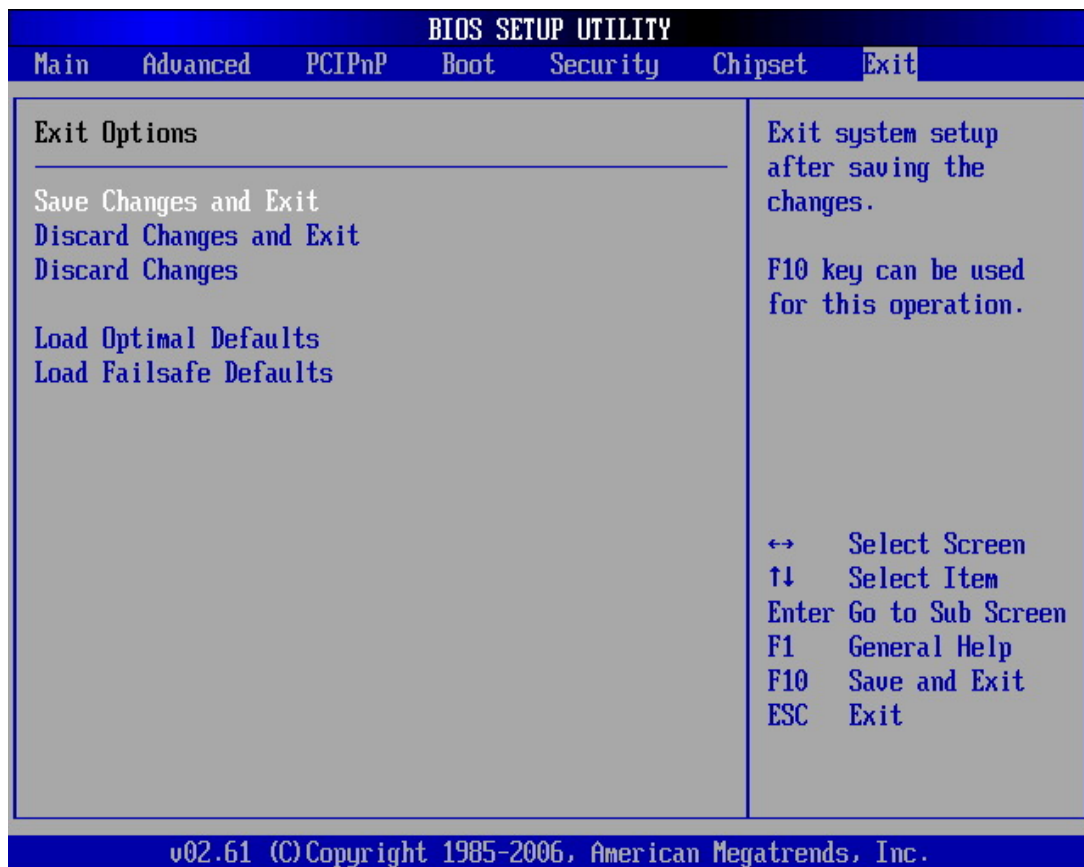 BIOS SETUP UTILITY
Main Advanced PCIPnP Boot Security Chipset Exit
Exit Options
Save Changes and Exit
Discard Changes and Exit
Discard Changes
Load Optimal Defaults
Load Failsafe Defaults
Exit system setup
after saving the
changes.
F10 key can be used
for this operation.
↔ Select Screen
↑↓ Select Item
Enter Go to Sub Screen
F1 General Help
F10 Save and Exit
ESC Exit
v02.61 (C)Copyright 1985-2006, American Megatrends, Inc.